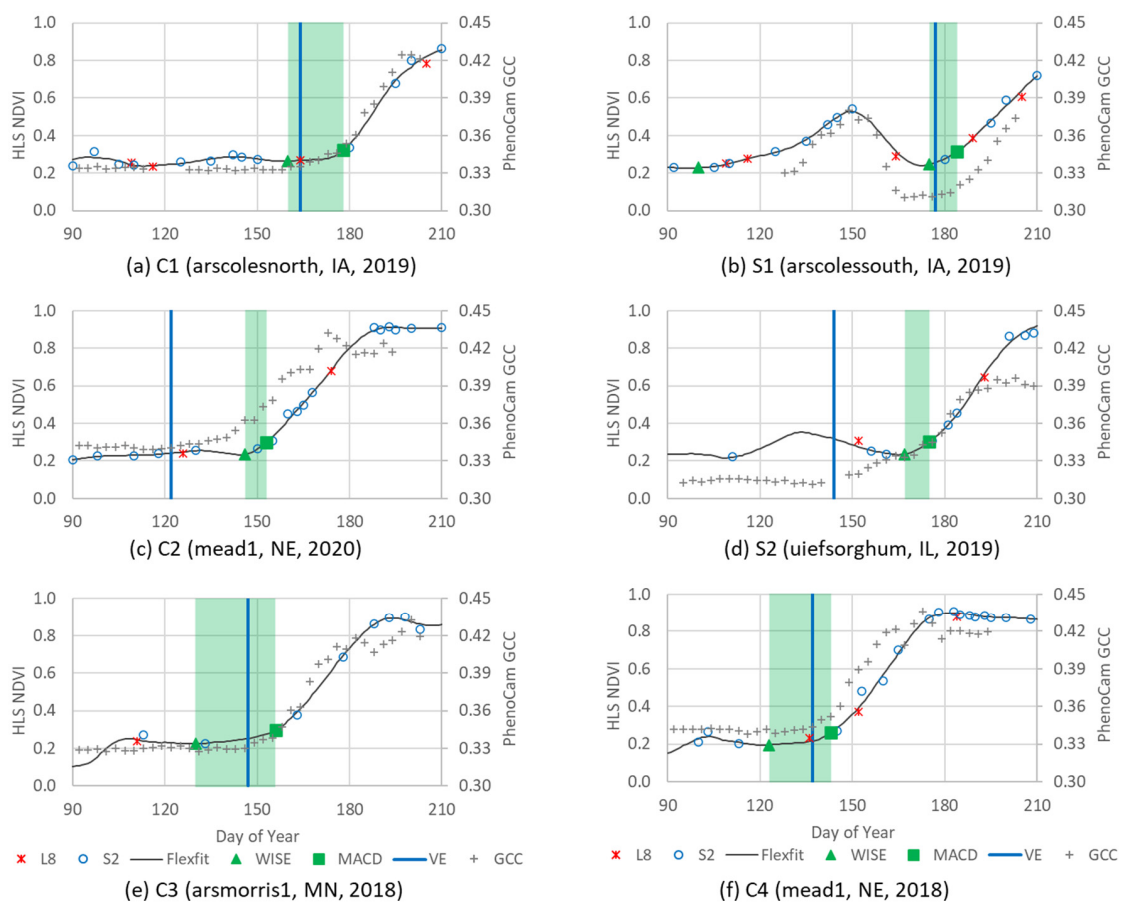 1.0 0.45 1.0 0.45
0.8 0.42 0.8 0.42
0.6 0.39 0.6 0.39
0.4 0.36 0.4 0.36
0.2 0.33 0.2 0.33
0.0 0.30 0.0 0.30
HLS NDVI PhenoCam GCC HLS NDVI PhenoCam GCC
90 120 150 180 210 90 120 150 180 210
(a) C1 (arscolesnorth, IA, 2019) (b) S1 (arscolessouth, IA, 2019)
1.0 0.45 1.0 0.45
0.8 0.42 0.8 0.42
0.6 0.39 0.6 0.39
0.4 0.36 0.4 0.36
0.2 0.33 0.2 0.33
0.0 0.30 0.0 0.30
HLS NDVI PhenoCam GCC HLS NDVI PhenoCam GCC
90 120 150 180 210 90 120 150 180 210
(c) C2 (mead1, NE, 2020) (d) S2 (uiefsorghum, IL, 2019)
1.0 0.45 1.0 0.45
0.8 0.42 0.8 0.42
0.6 0.39 0.6 0.39
0.4 0.36 0.4 0.36
0.2 0.33 0.2 0.33
0.0 0.30 0.0 0.30
HLS NDVI PhenoCam GCC HLS NDVI PhenoCam GCC
90 120 150 180 210 90 120 150 180 210
Day of Year Day of Year
L8 S2 Flexfit WISE MACD VE GCC L8 S2 Flexfit WISE MACD VE GCC
(e) C3 (arsmorris1, MN, 2018) (f) C4 (mead1, NE, 2018)